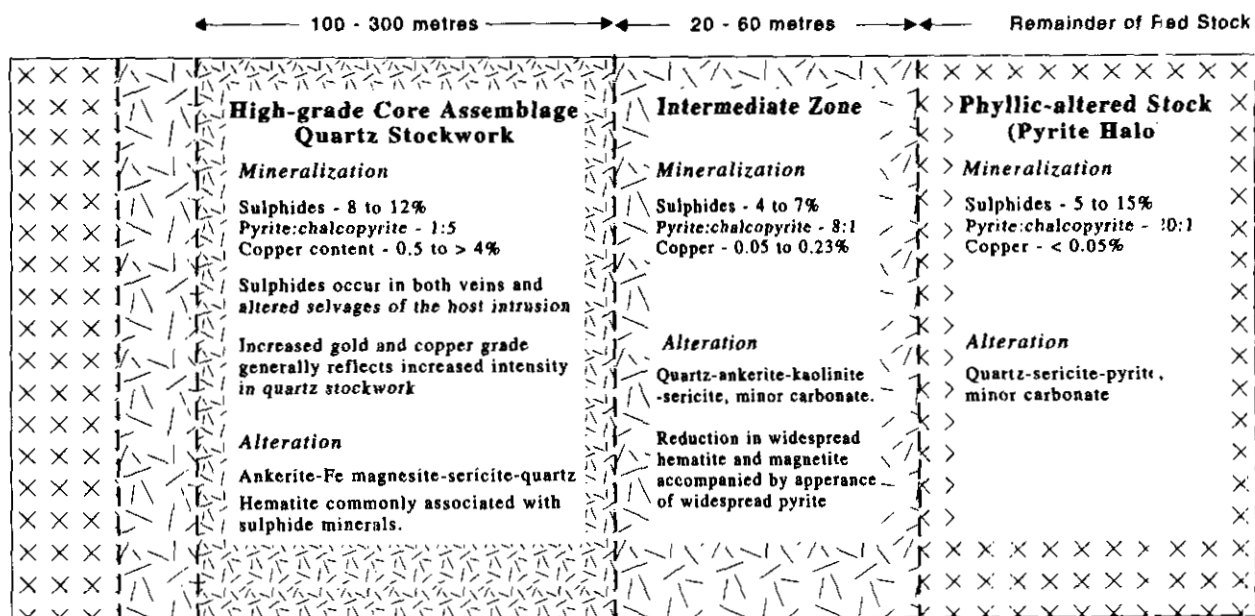 100 - 300 metres
20 - 60 metres
Remainder of Red Stock
High-grade Core Assemblage
Quartz Stockwork
Mineralization
Sulphides - 8 to 12%
Pyrite:chalcopyrite - 1:5
Copper content - 0.5 to > 4%
Sulphides occur in both veins and
altered selvages of the host intrusion
Increased gold and copper grade
generally reflects increased intensity
in quartz stockwork
Alteration
Ankerite-Fe magnesite-sericite-quartz
Hematite commonly associated with
sulphide minerals.
Intermediate Zone
Mineralization
Sulphides - 4 to 7%
Pyrite:chalcopyrite - 8:1
Copper - 0.05 to 0.23%
Alteration
Quartz-ankerite-kaolinite
-sericite, minor carbonate.
Reduction in widespread
hematite and magnetite
accompanied by apperance
of widespread pyrite
Phyllic-altered Stock
(Pyrite Halo
Mineralization
Sulphides - 5 to 15%
Pyrite:chalcopyrite -
Copper - < 0.05%
Alteration
Quartz-sericite-pyrite,
minor carbonate